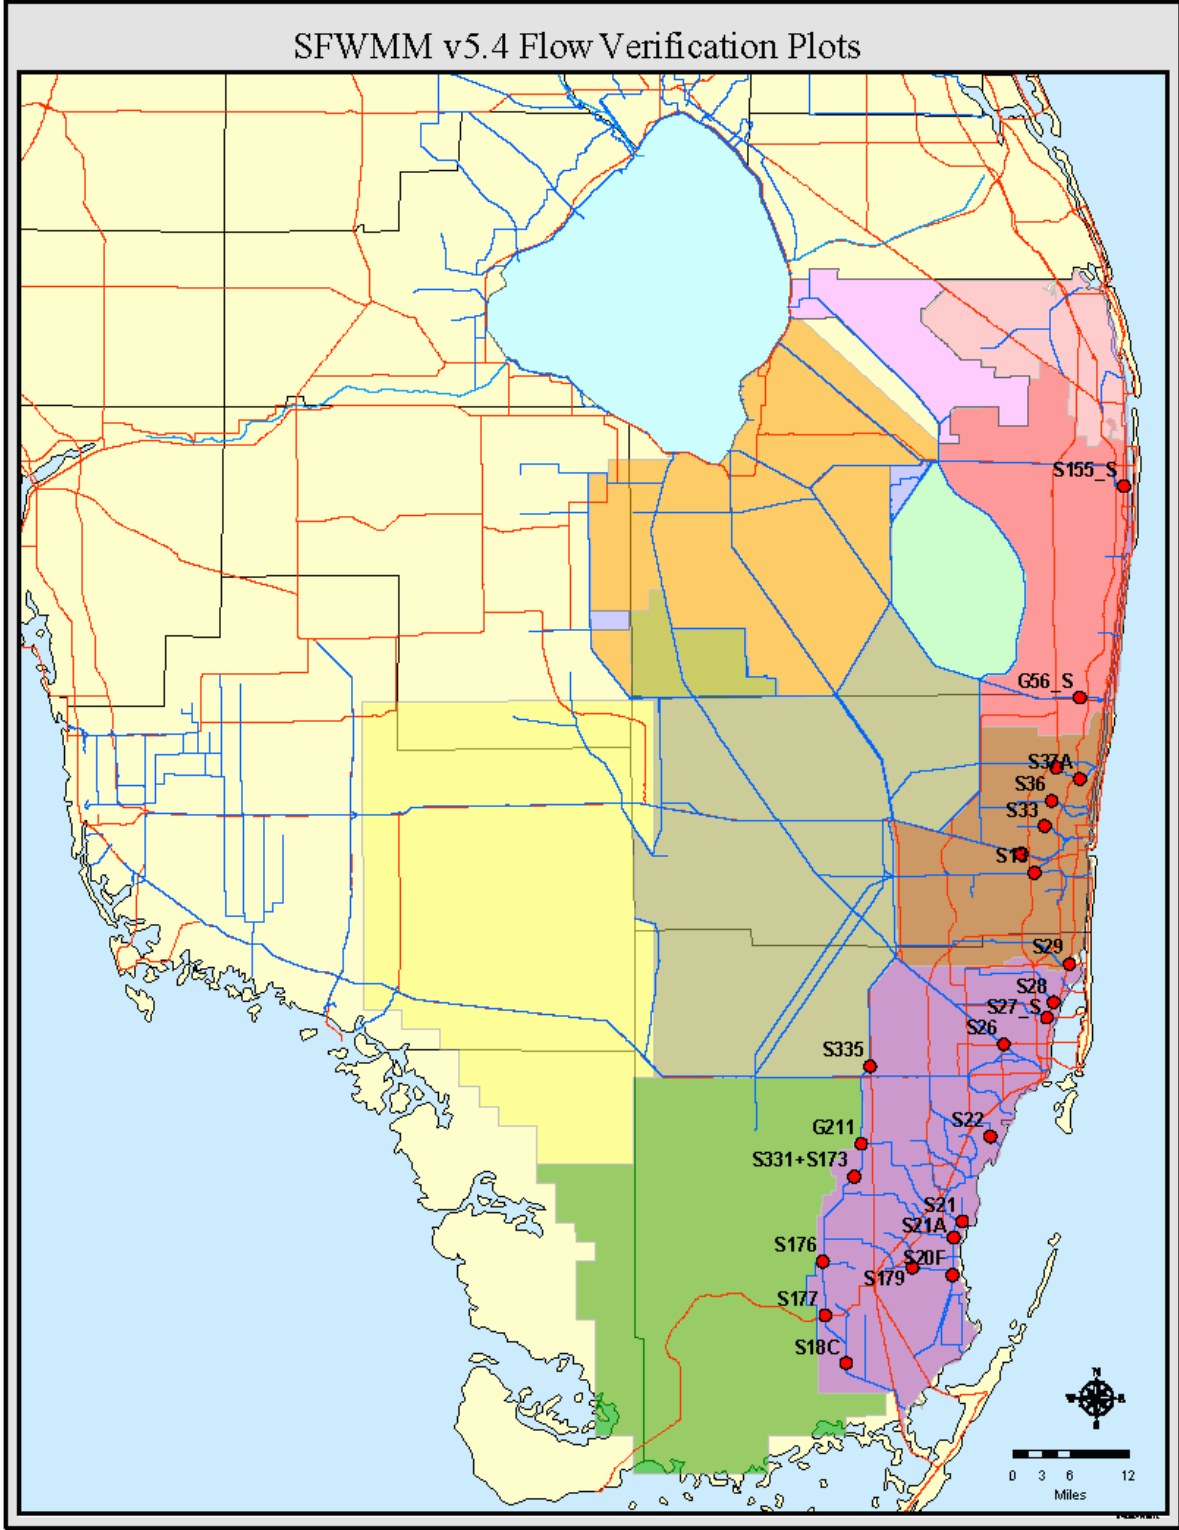 SFWMM v5.4 Flow Verification Plots
S155_S
G56_S
S37A
S36
S33
S13
S29
S28
S27_S
S26
S335
S22
G211
S331+S173
S21
S21A
S176
S20F
S179
S177
S18C
N
W
E
S
0 3 6 12
Miles